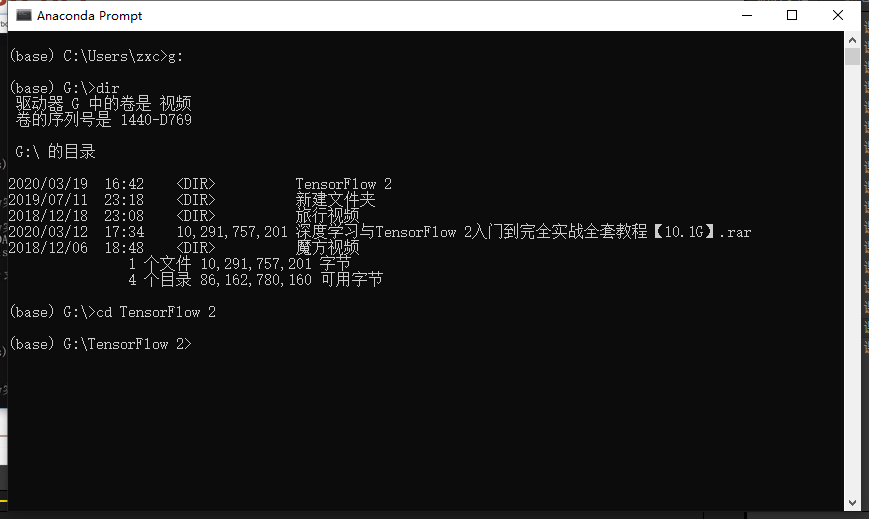 Anaconda Prompt
(base) C:\Users\zxc>g:
(base) G:\>dir
驱动器 G 中的卷是 视频
卷的序列号是 1440-D769
G:\ 的目录
2020/03/19  16:42    <DIR>          TensorFlow 2
2019/07/11  23:18    <DIR>          新建文件夹
2018/12/18  23:08    <DIR>          旅行视频
2020/03/12  17:34    10,291,757,201 深度学习与TensorFlow 2入门到完全实战全套教程【10.1G】.rar
2018/12/06  18:48    <DIR>          魔方视频
1 个文件 10,291,757,201 字节
4 个目录 86,162,780,160 可用字节
(base) G:\>cd TensorFlow 2
(base) G:\TensorFlow 2>